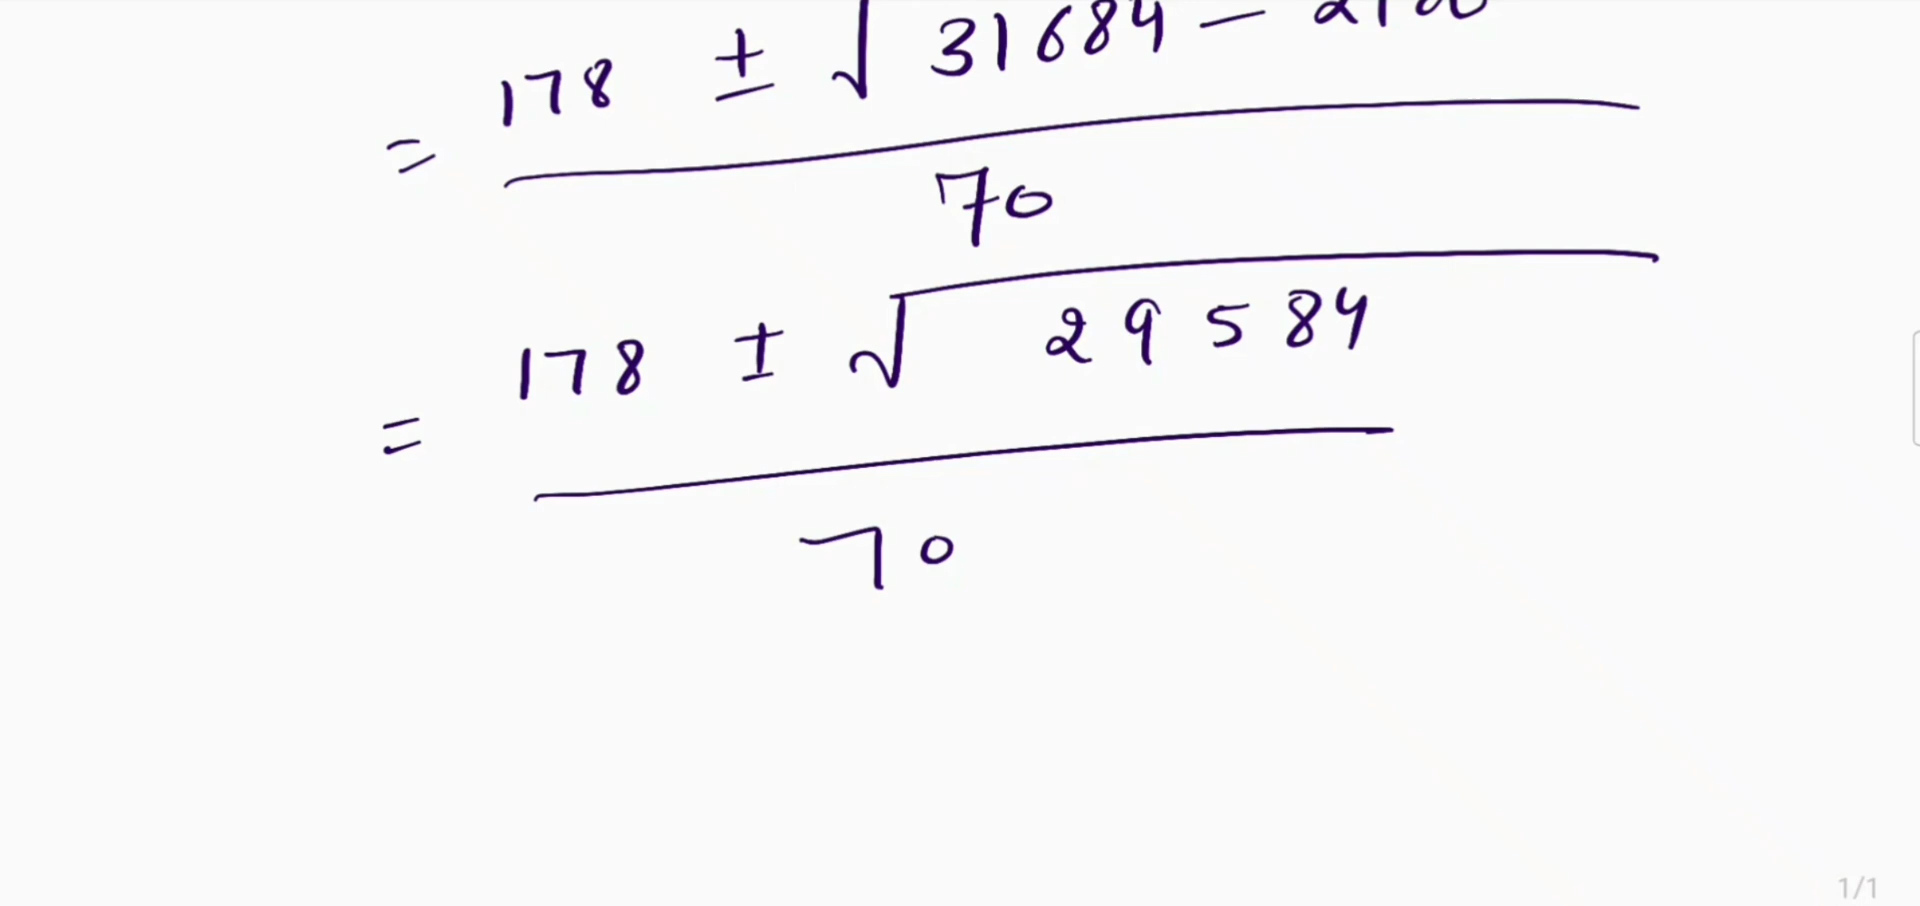 = 178 ± √31684 -
70
= 178 ± √29584
70
1/1